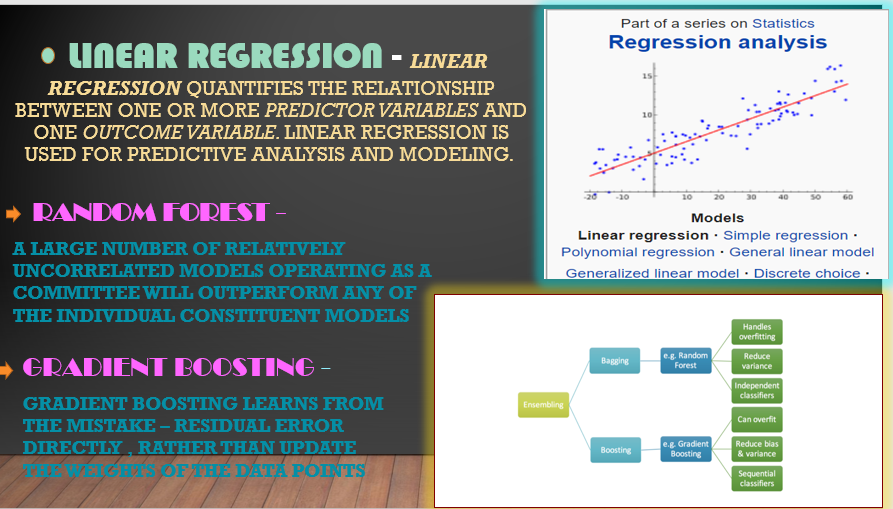 LINEAR REGRESSION - LINEAR
REGRESSION QUANTIFIES THE RELATIONSHIP
BETWEEN ONE OR MORE PREDICTOR VARIABLES AND
ONE OUTCOME VARIABLE. LINEAR REGRESSION IS
USED FOR PREDICTIVE ANALYSIS AND MODELING.
RANDOM FOREST –
A LARGE NUMBER OF RELATIVELY
UNCORRELATED MODELS OPERATING AS A
COMMITTEE WILL OUTPERFORM ANY OF
THE INDIVIDUAL CONSTITUENT MODELS
GRADIENT BOOSTING –
GRADIENT BOOSTING LEARNS FROM
THE MISTAKE – RESIDUAL ERROR
DIRECTLY , RATHER THAN UPDATE
THE WEIGHTS OF THE DATA POINTS
Part of a series on Statistics
Regression analysis
15
10
5
-20 -10 10 20 30 40 50 60
Models
Linear regression · Simple regression ·
Polynomial regression · General linear model
Generalized linear model · Discrete choice ·
Ensembling
Bagging
e.g. Random
Forest
Handles
overfitting
Reduce
variance
Independent
classifiers
Boosting
e.g. Gradient
Boosting
Can overfit
Reduce bias
& variance
Sequential
classifiers